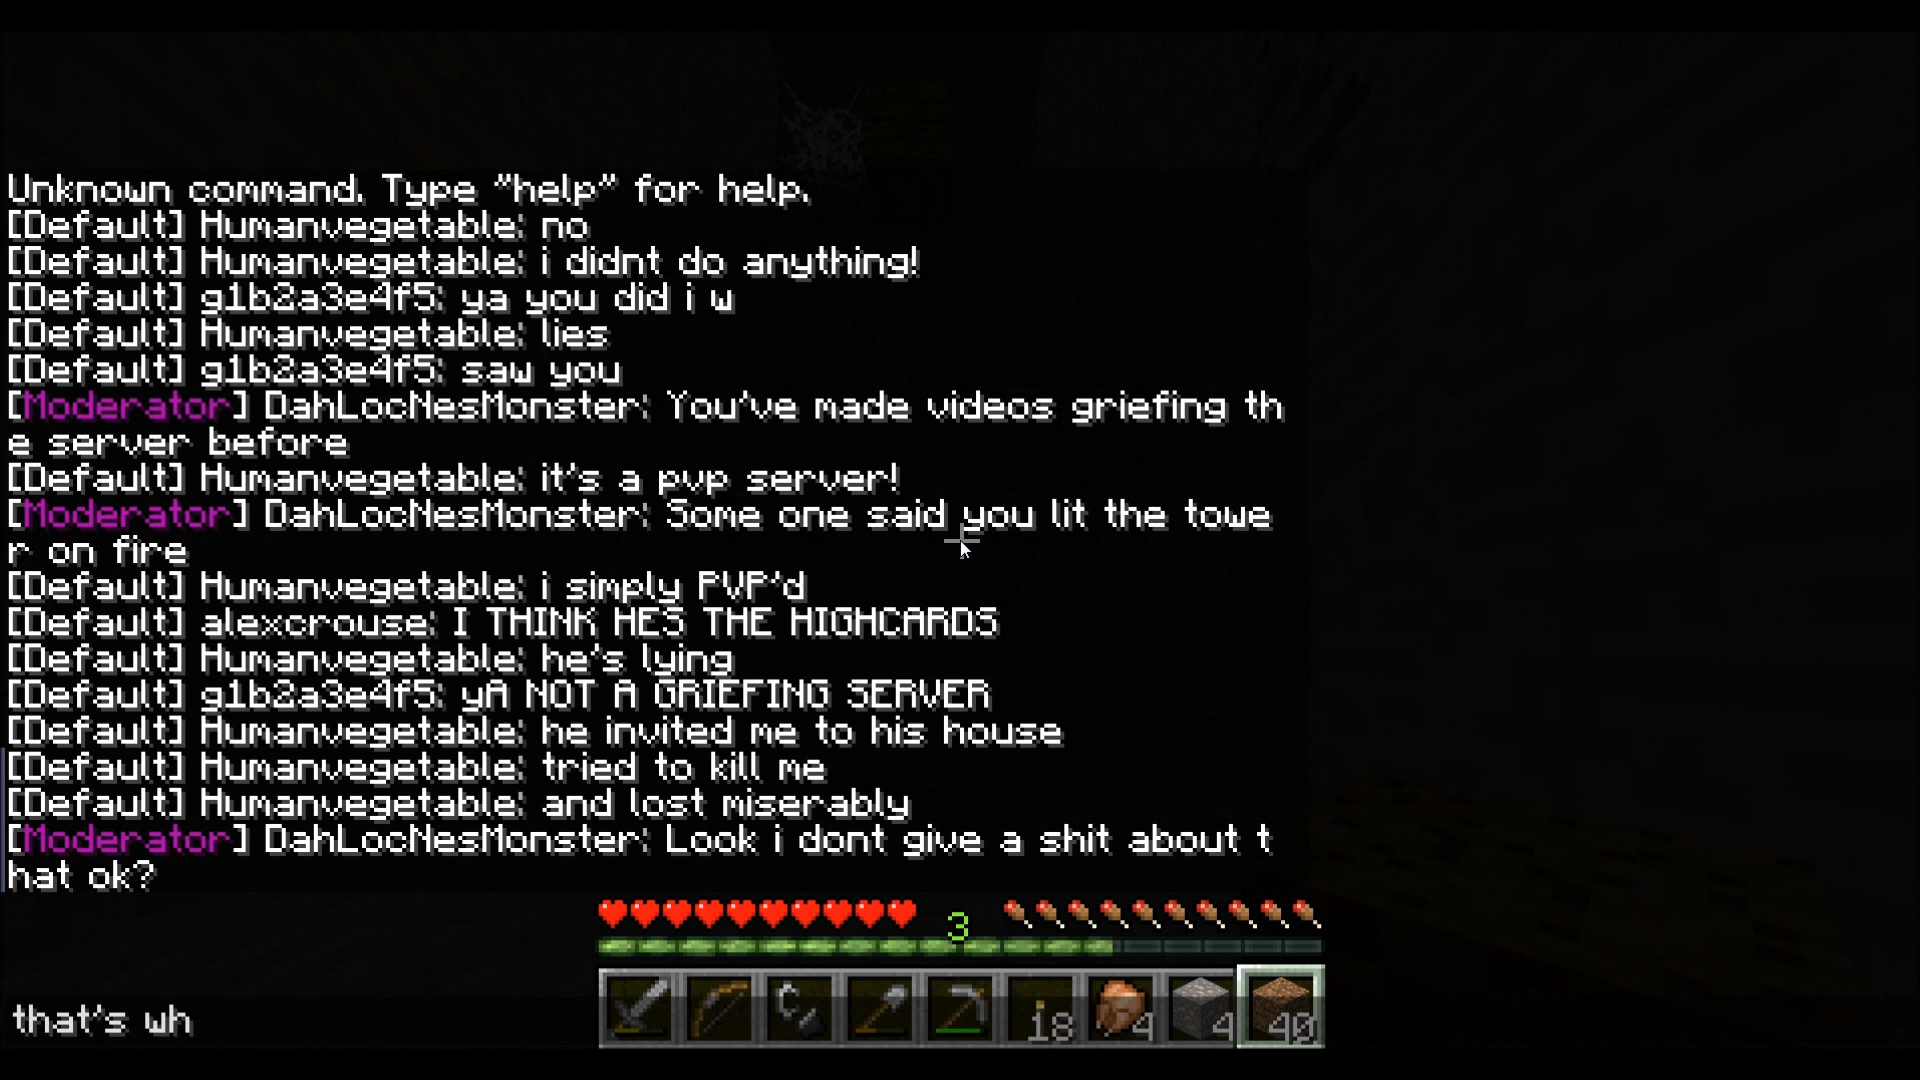 Unknown command. Type "help" for help.
[Default] Humanvegetable: no
[Default] Humanvegetable: i didnt do anything!
[Default] g1b2a3e4f5: ya you did i w
[Default] Humanvegetable: lies
[Default] g1b2a3e4f5: saw you
[Moderator] DahLocNesMonster: You've made videos griefing th
e server before
[Default] Humanvegetable: it's a pvp server!
[Moderator] DahLocNesMonster: Some one said you lit the towe
r on fire
[Default] Humanvegetable: i simply PVP'd
[Default] alexcrouse: I THINK HES THE HIGHCARDS
[Default] Humanvegetable: he's lying
[Default] g1b2a3e4f5: yA NOT A GRIEFING SERVER
[Default] Humanvegetable: he invited me to his house
[Default] Humanvegetable: tried to kill me
[Default] Humanvegetable: and lost miserably
[Moderator] DahLocNesMonster: Look i dont give a shit about t
hat ok?
3
18 4 4 40
that's wh